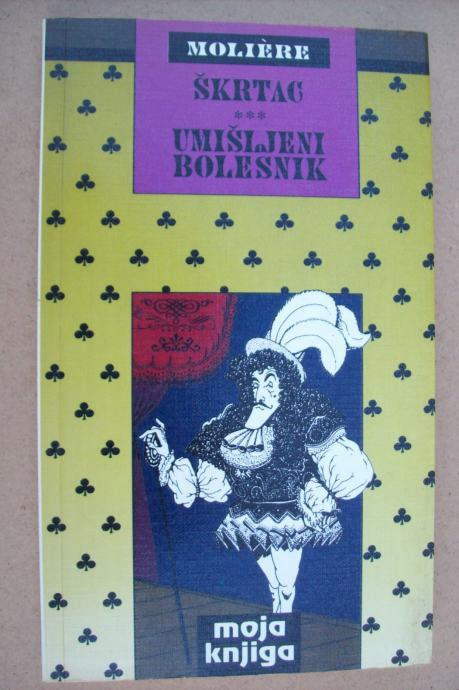 MOLIÈRE
ŠKRTAC
***
UMIŠLJENI
BOLESNIK
moja
knjiga